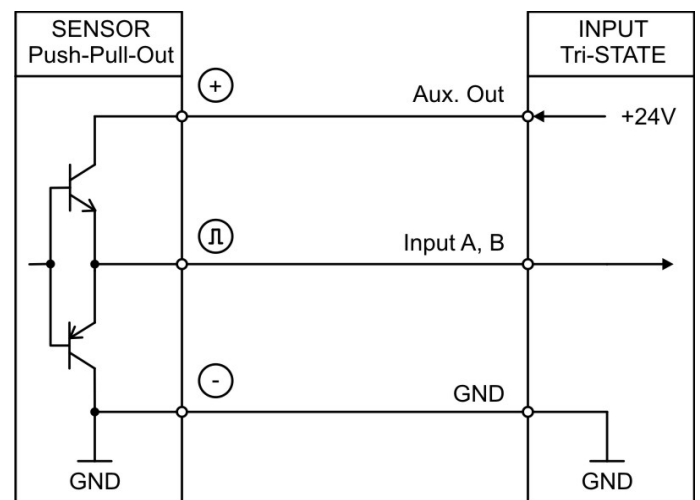 SENSOR
Push-Pull-Out
INPUT
Tri-STATE
+
Aux. Out
+24V
Input A, B
-
GND
GND
GND